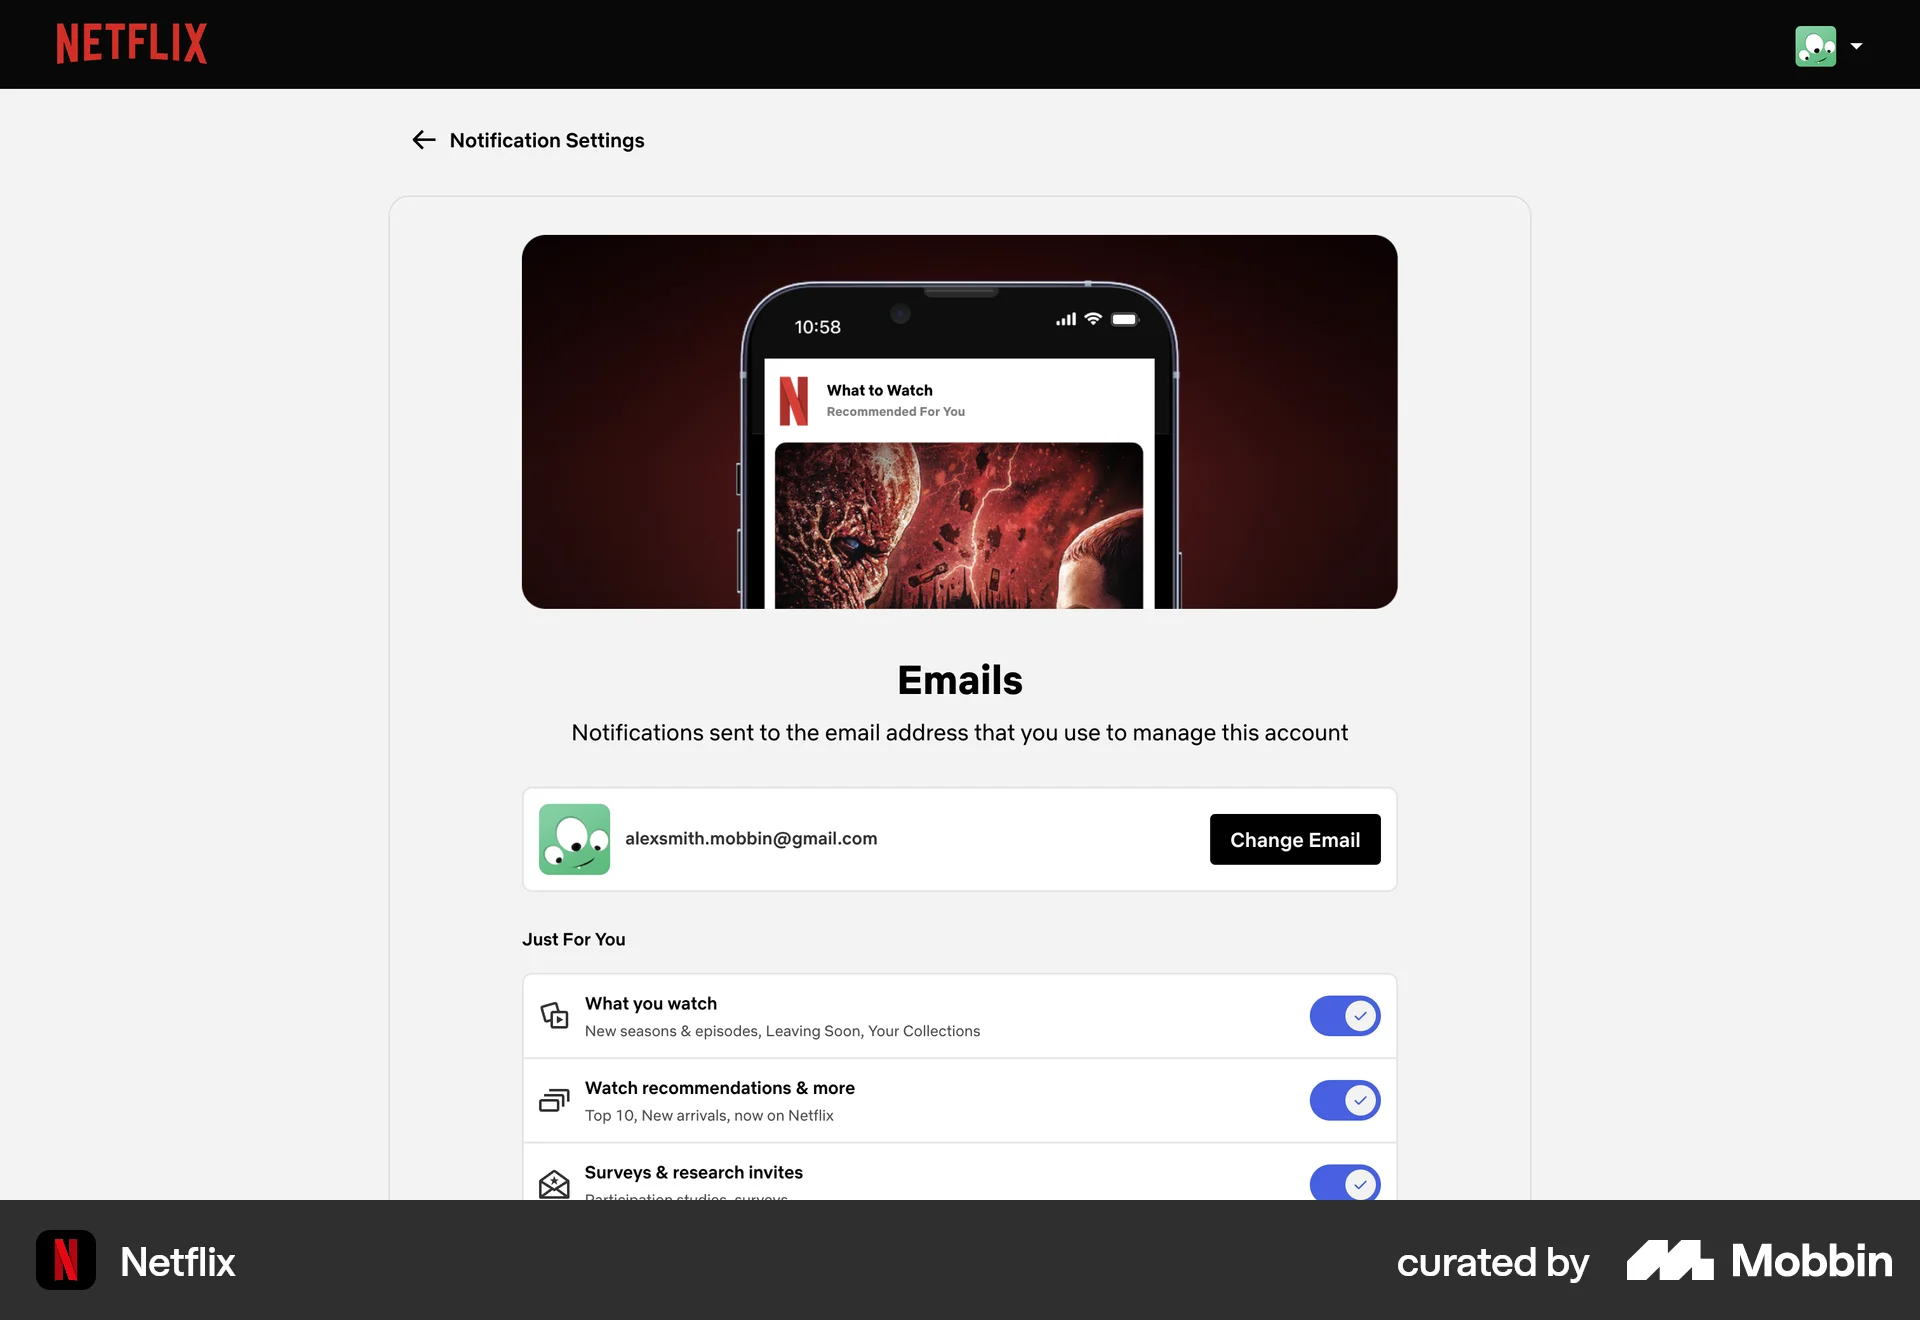 NETFLIX
Notification Settings
10:58
What to Watch
Recommended For You
Emails
Notifications sent to the email address that you use to manage this account
alexsmith.mobbin@gmail.com
Change Email
Just For You
What you watch
New seasons & episodes, Leaving Soon, Your Collections
Watch recommendations & more
Top 10, New arrivals, now on Netflix
Surveys & research invites
Participation studies, surveys
Netflix
curated by Mobbin